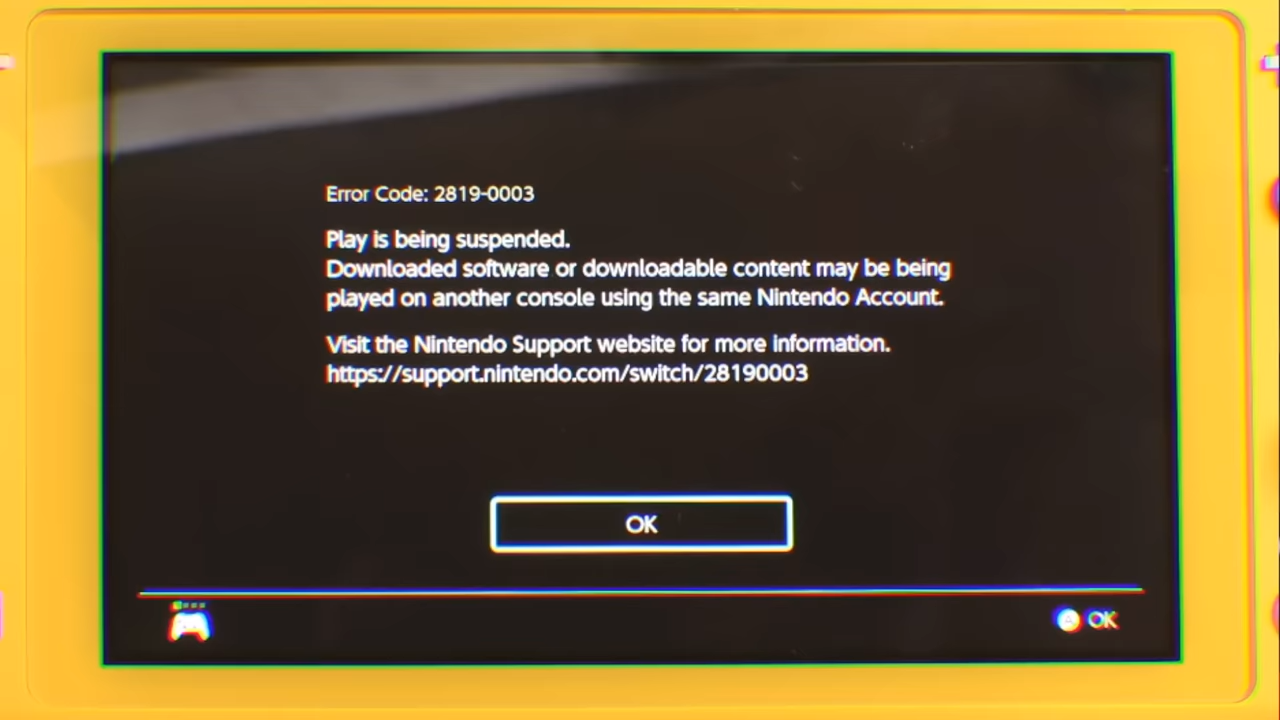 Error Code: 2819-0003
Play is being suspended.
Downloaded software or downloadable content may be being
played on another console using the same Nintendo Account.
Visit the Nintendo Support website for more information.
https://support.nintendo.com/switch/28190003
OK
A OK